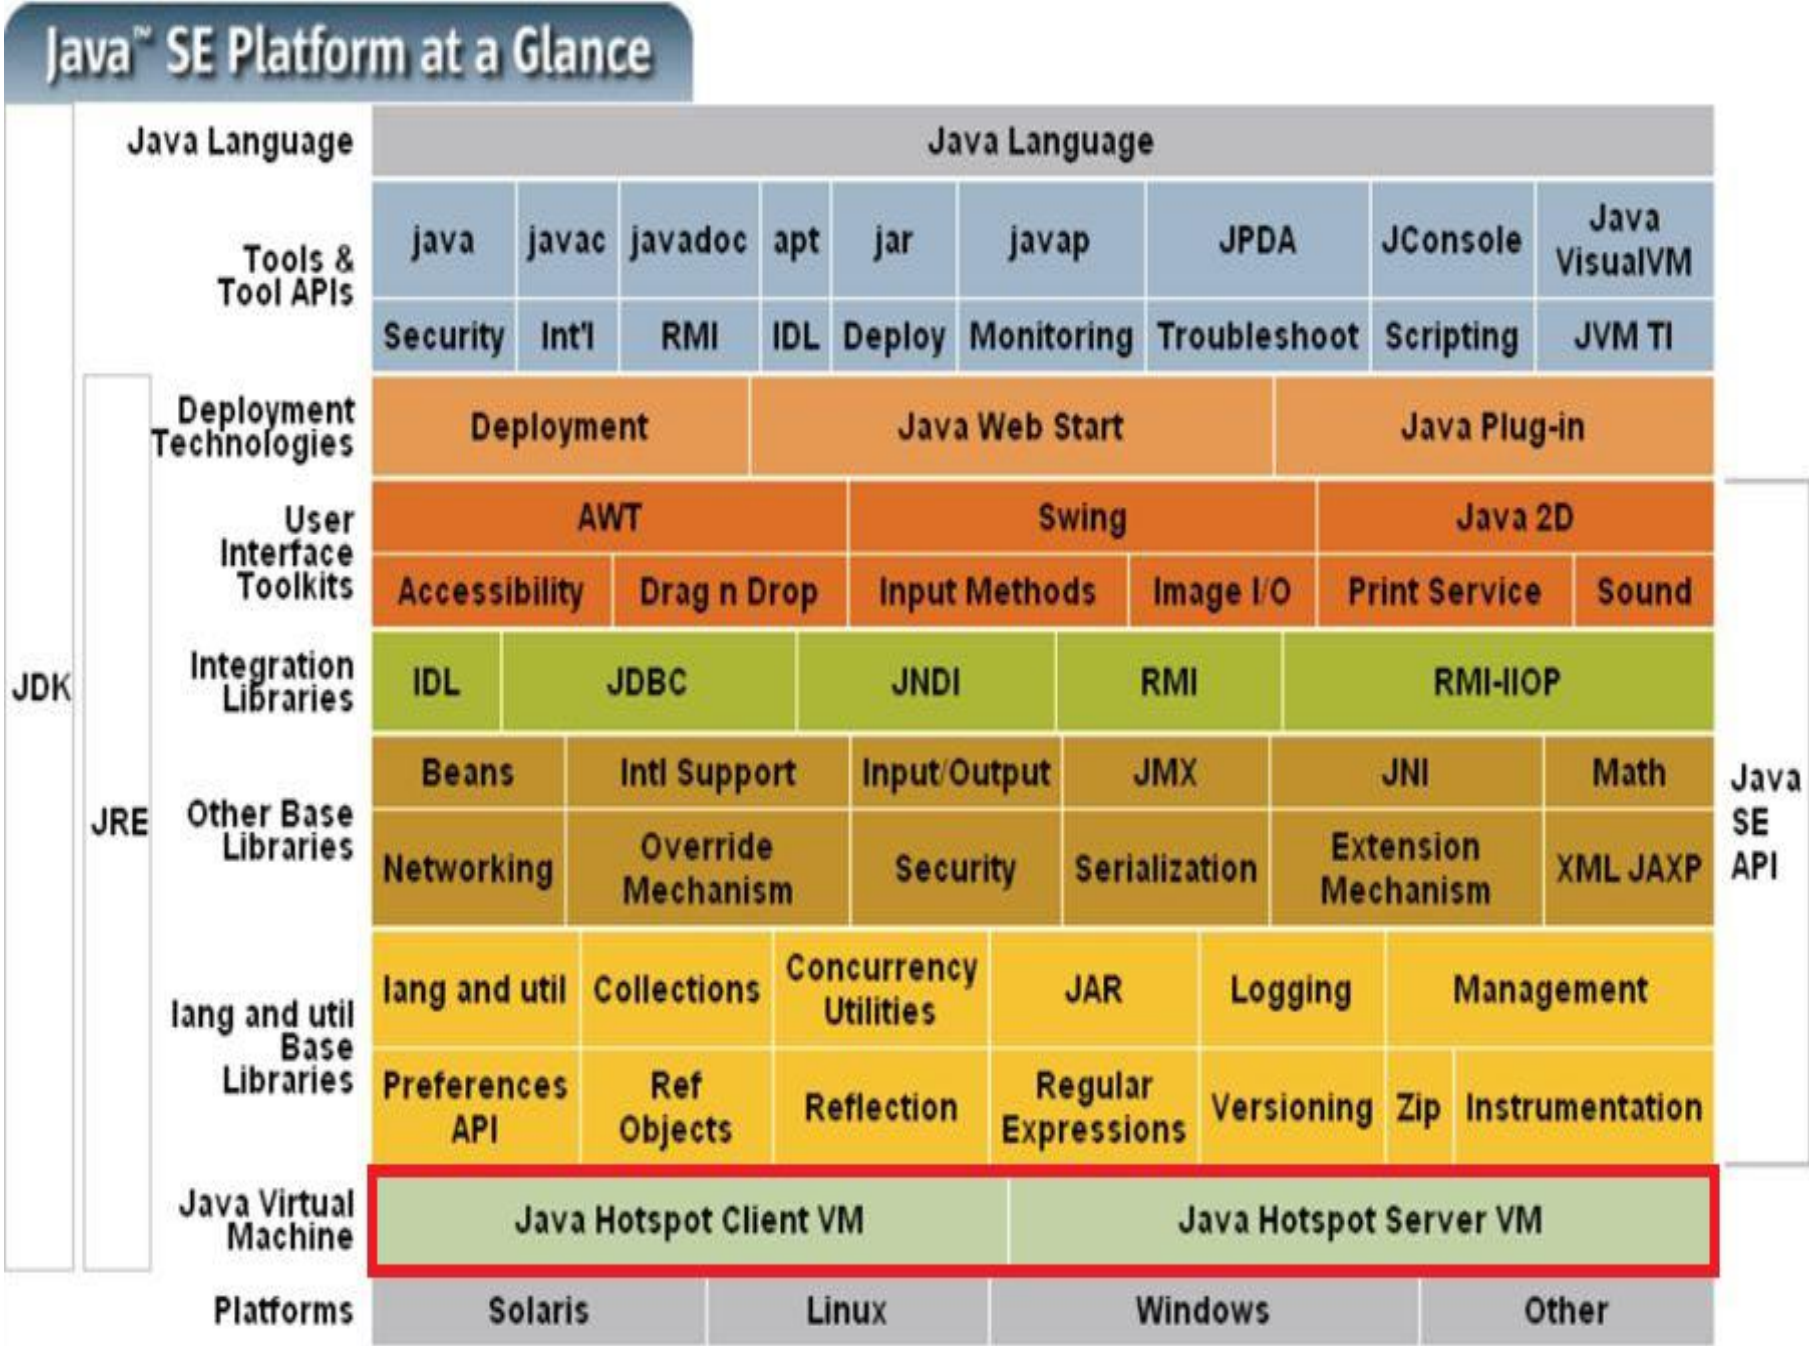 Java™ SE Platform at a Glance
Java Language
Java Language
Tools &
Tool APIs
java javac javadoc apt jar javap JPDA JConsole Java
VisualVM
Security Int'l RMI IDL Deploy Monitoring Troubleshoot Scripting JVM TI
Deployment
Technologies
Deployment Java Web Start Java Plug-in
User
Interface
Toolkits
AWT Swing Java 2D
Accessibility Drag n Drop Input Methods Image I/O Print Service Sound
Integration
Libraries
IDL JDBC JNDI RMI RMI-IIOP
JDK
JRE
Other Base
Libraries
Beans Intl Support Input/Output JMX JNI Math
Networking Override
Mechanism Security Serialization Extension
Mechanism XML JAXP
Java
SE
API
lang and util
Base
Libraries
lang and util Collections Concurrency
Utilities JAR Logging Management
Preferences
API Ref
Objects Reflection Regular
Expressions Versioning Zip Instrumentation
Java Virtual
Machine
Java Hotspot Client VM Java Hotspot Server VM
Platforms
Solaris Linux Windows Other